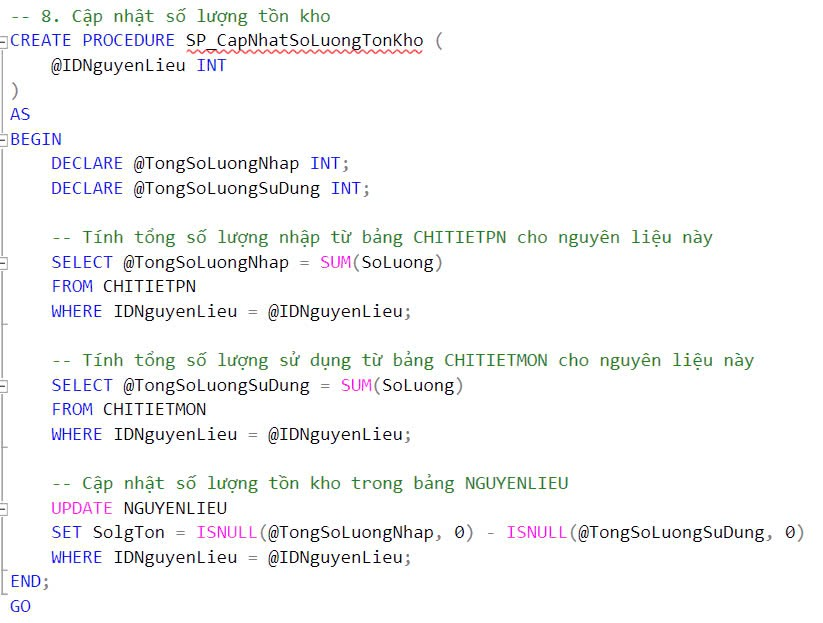 -- 8. Cập nhật số lượng tồn kho
CREATE PROCEDURE SP_CapNhatSoLuongTonKho (
    @IDNguyenLieu INT
)
AS
BEGIN
    DECLARE @TongSoLuongNhap INT;
    DECLARE @TongSoLuongSuDung INT;

    -- Tính tổng số lượng nhập từ bảng CHITIETPN cho nguyên liệu này
    SELECT @TongSoLuongNhap = SUM(SoLuong)
    FROM CHITIETPN
    WHERE IDNguyenLieu = @IDNguyenLieu;

    -- Tính tổng số lượng sử dụng từ bảng CHITIETMON cho nguyên liệu này
    SELECT @TongSoLuongSuDung = SUM(SoLuong)
    FROM CHITIETMON
    WHERE IDNguyenLieu = @IDNguyenLieu;

    -- Cập nhật số lượng tồn kho trong bảng NGUYENLIEU
    UPDATE NGUYENLIEU
    SET SolgTon = ISNULL(@TongSoLuongNhap, 0) - ISNULL(@TongSoLuongSuDung, 0)
    WHERE IDNguyenLieu = @IDNguyenLieu;
END;
GO